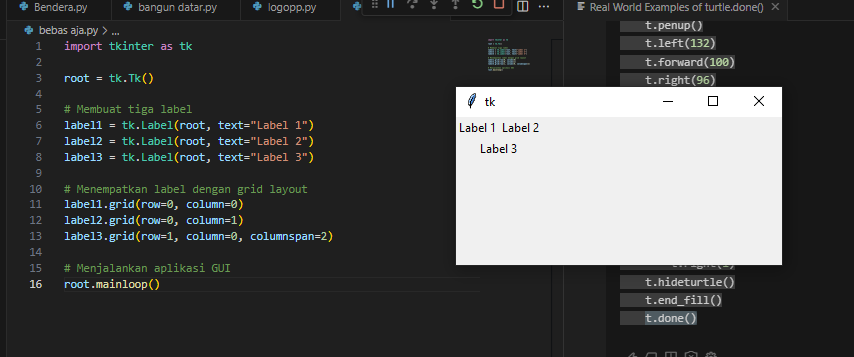 Bendera.py
bangun datar.py
logopp.py
Real World Examples of turtle.done()
bebas aja.py > ...
1 import tkinter as tk
2
3 root = tk.Tk()
4
5 # Membuat tiga label
6 label1 = tk.Label(root, text="Label 1")
7 label2 = tk.Label(root, text="Label 2")
8 label3 = tk.Label(root, text="Label 3")
9
10 # Menempatkan label dengan grid layout
11 label1.grid(row=0, column=0)
12 label2.grid(row=0, column=1)
13 label3.grid(row=1, column=0, columnspan=2)
14
15 # Menjalankan aplikasi GUI
16 root.mainloop()
tk
Label 1 Label 2
Label 3
t.penup()
t.left(132)
t.forward(100)
t.right(96)
t.hideturtle()
t.end_fill()
t.done()